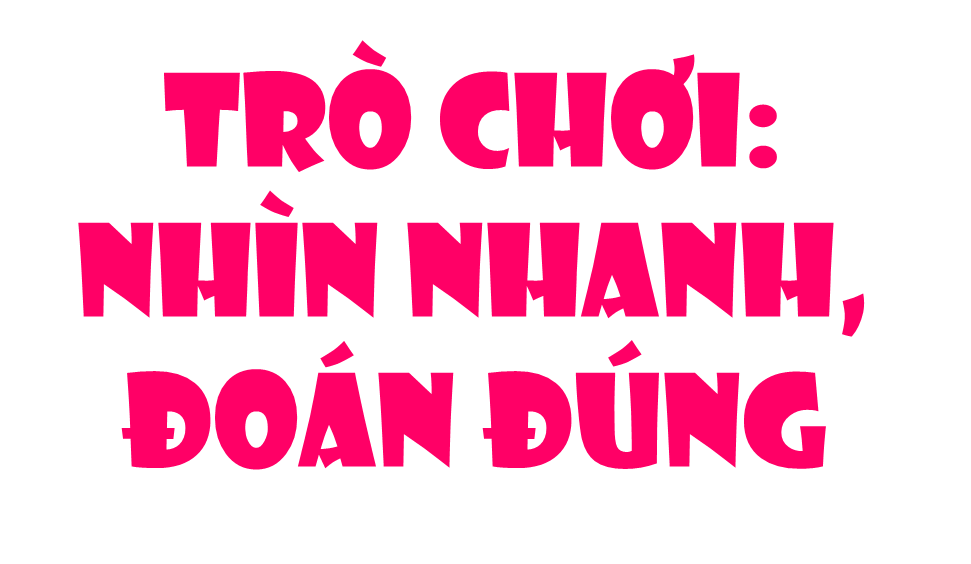 TRÒ CHƠI:
NHÌN NHANH,
ĐOÁN ĐÚNG